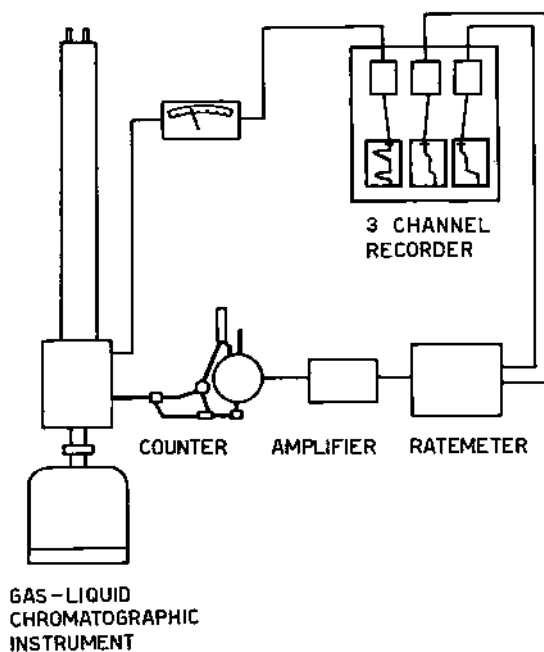 3 CHANNEL
RECORDER
COUNTER
AMPLIFIER
RATEMETER
GAS-LIQUID
CHROMATOGRAPHIC
INSTRUMENT